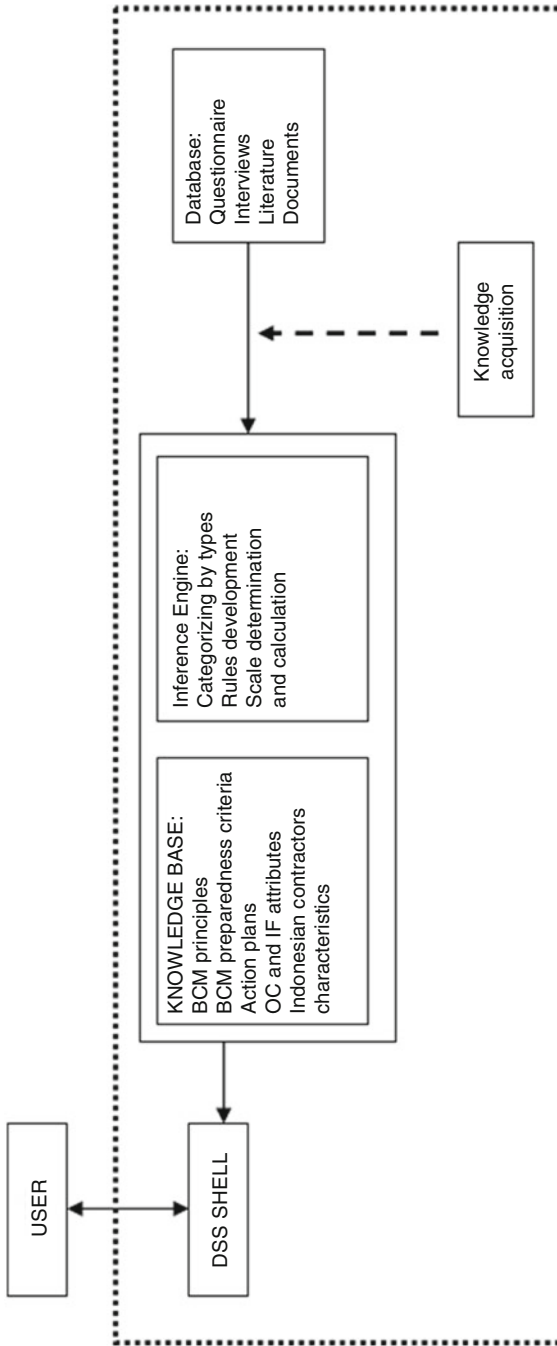 USER
DSS SHELL
KNOWLEDGE BASE:
BCM principles
BCM preparedness criteria
Action plans
OC and IF attributes
Indonesian contractors
characteristics
Inference Engine:
Categorizing by types
Rules development
Scale determination
and calculation
Database:
Questionnaire
Interviews
Literature
Documents
Knowledge
acquisition